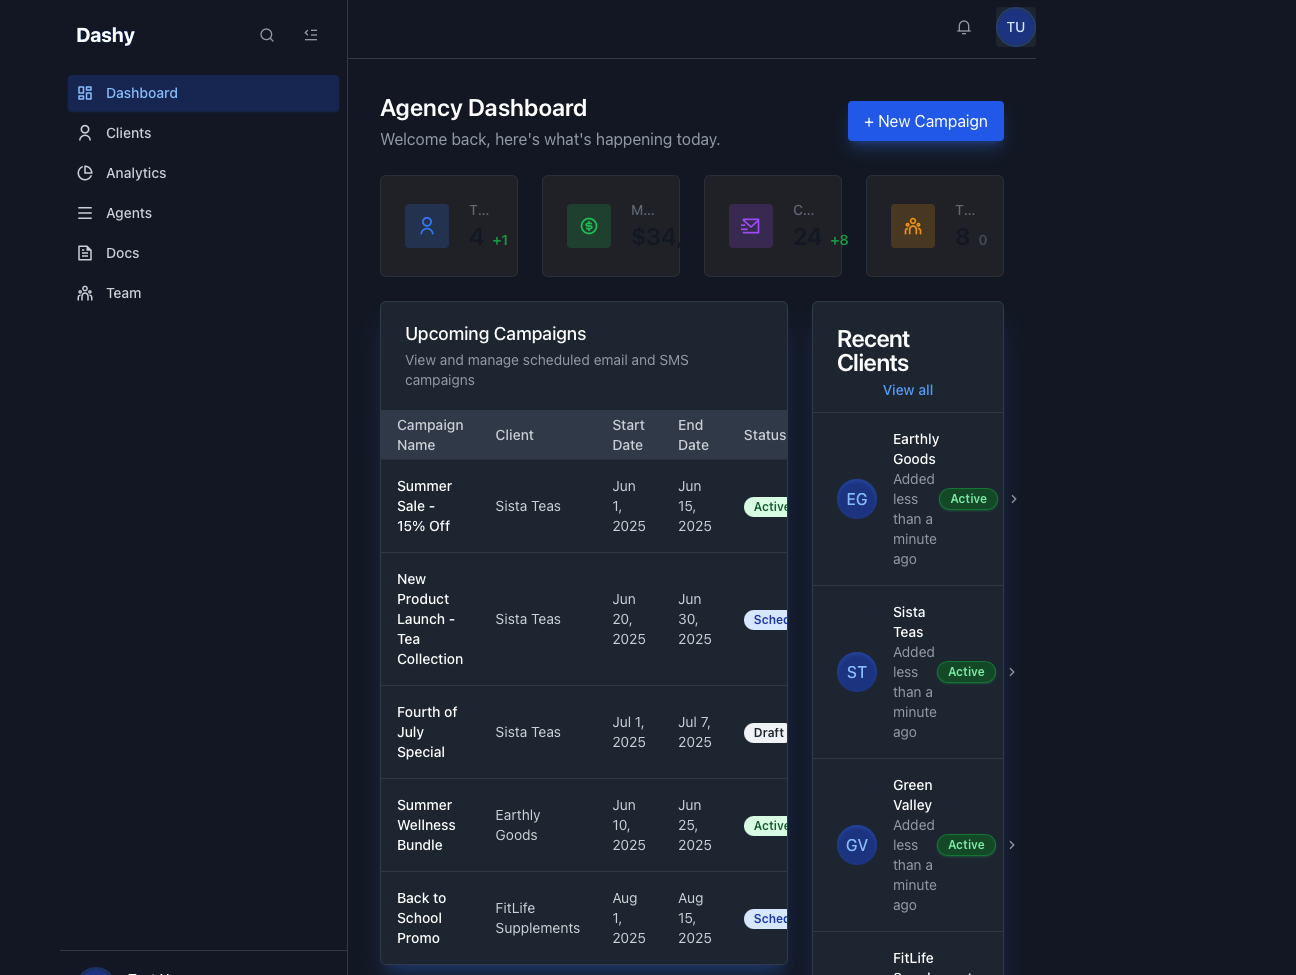 Dashy
TU
Dashboard
Clients
Analytics
Agents
Docs
Team
Agency Dashboard
Welcome back, here's what's happening today.
+ New Campaign
T...
4 +1
M...
$34,
C...
24 +8
T...
8 0
Upcoming Campaigns
View and manage scheduled email and SMS
campaigns
Campaign
Name
Client
Start
Date
End
Date
Status
Summer
Sale -
15% Off
Sista Teas
Jun
1,
2025
Jun
15,
2025
Active
New
Product
Launch -
Tea
Collection
Sista Teas
Jun
20,
2025
Jun
30,
2025
Sched
Fourth of
July
Special
Sista Teas
Jul 1,
2025
Jul 7,
2025
Draft
Summer
Wellness
Bundle
Earthly
Goods
Jun
10,
2025
Jun
25,
2025
Active
Back to
School
Promo
FitLife
Supplements
Aug
1,
2025
Aug
15,
2025
Sched
Recent
Clients
View all
EG
Earthly
Goods
Added
less
than a
minute
ago
Active
ST
Sista
Teas
Added
less
than a
minute
ago
Active
GV
Green
Valley
Added
less
than a
minute
ago
Active
FitLife